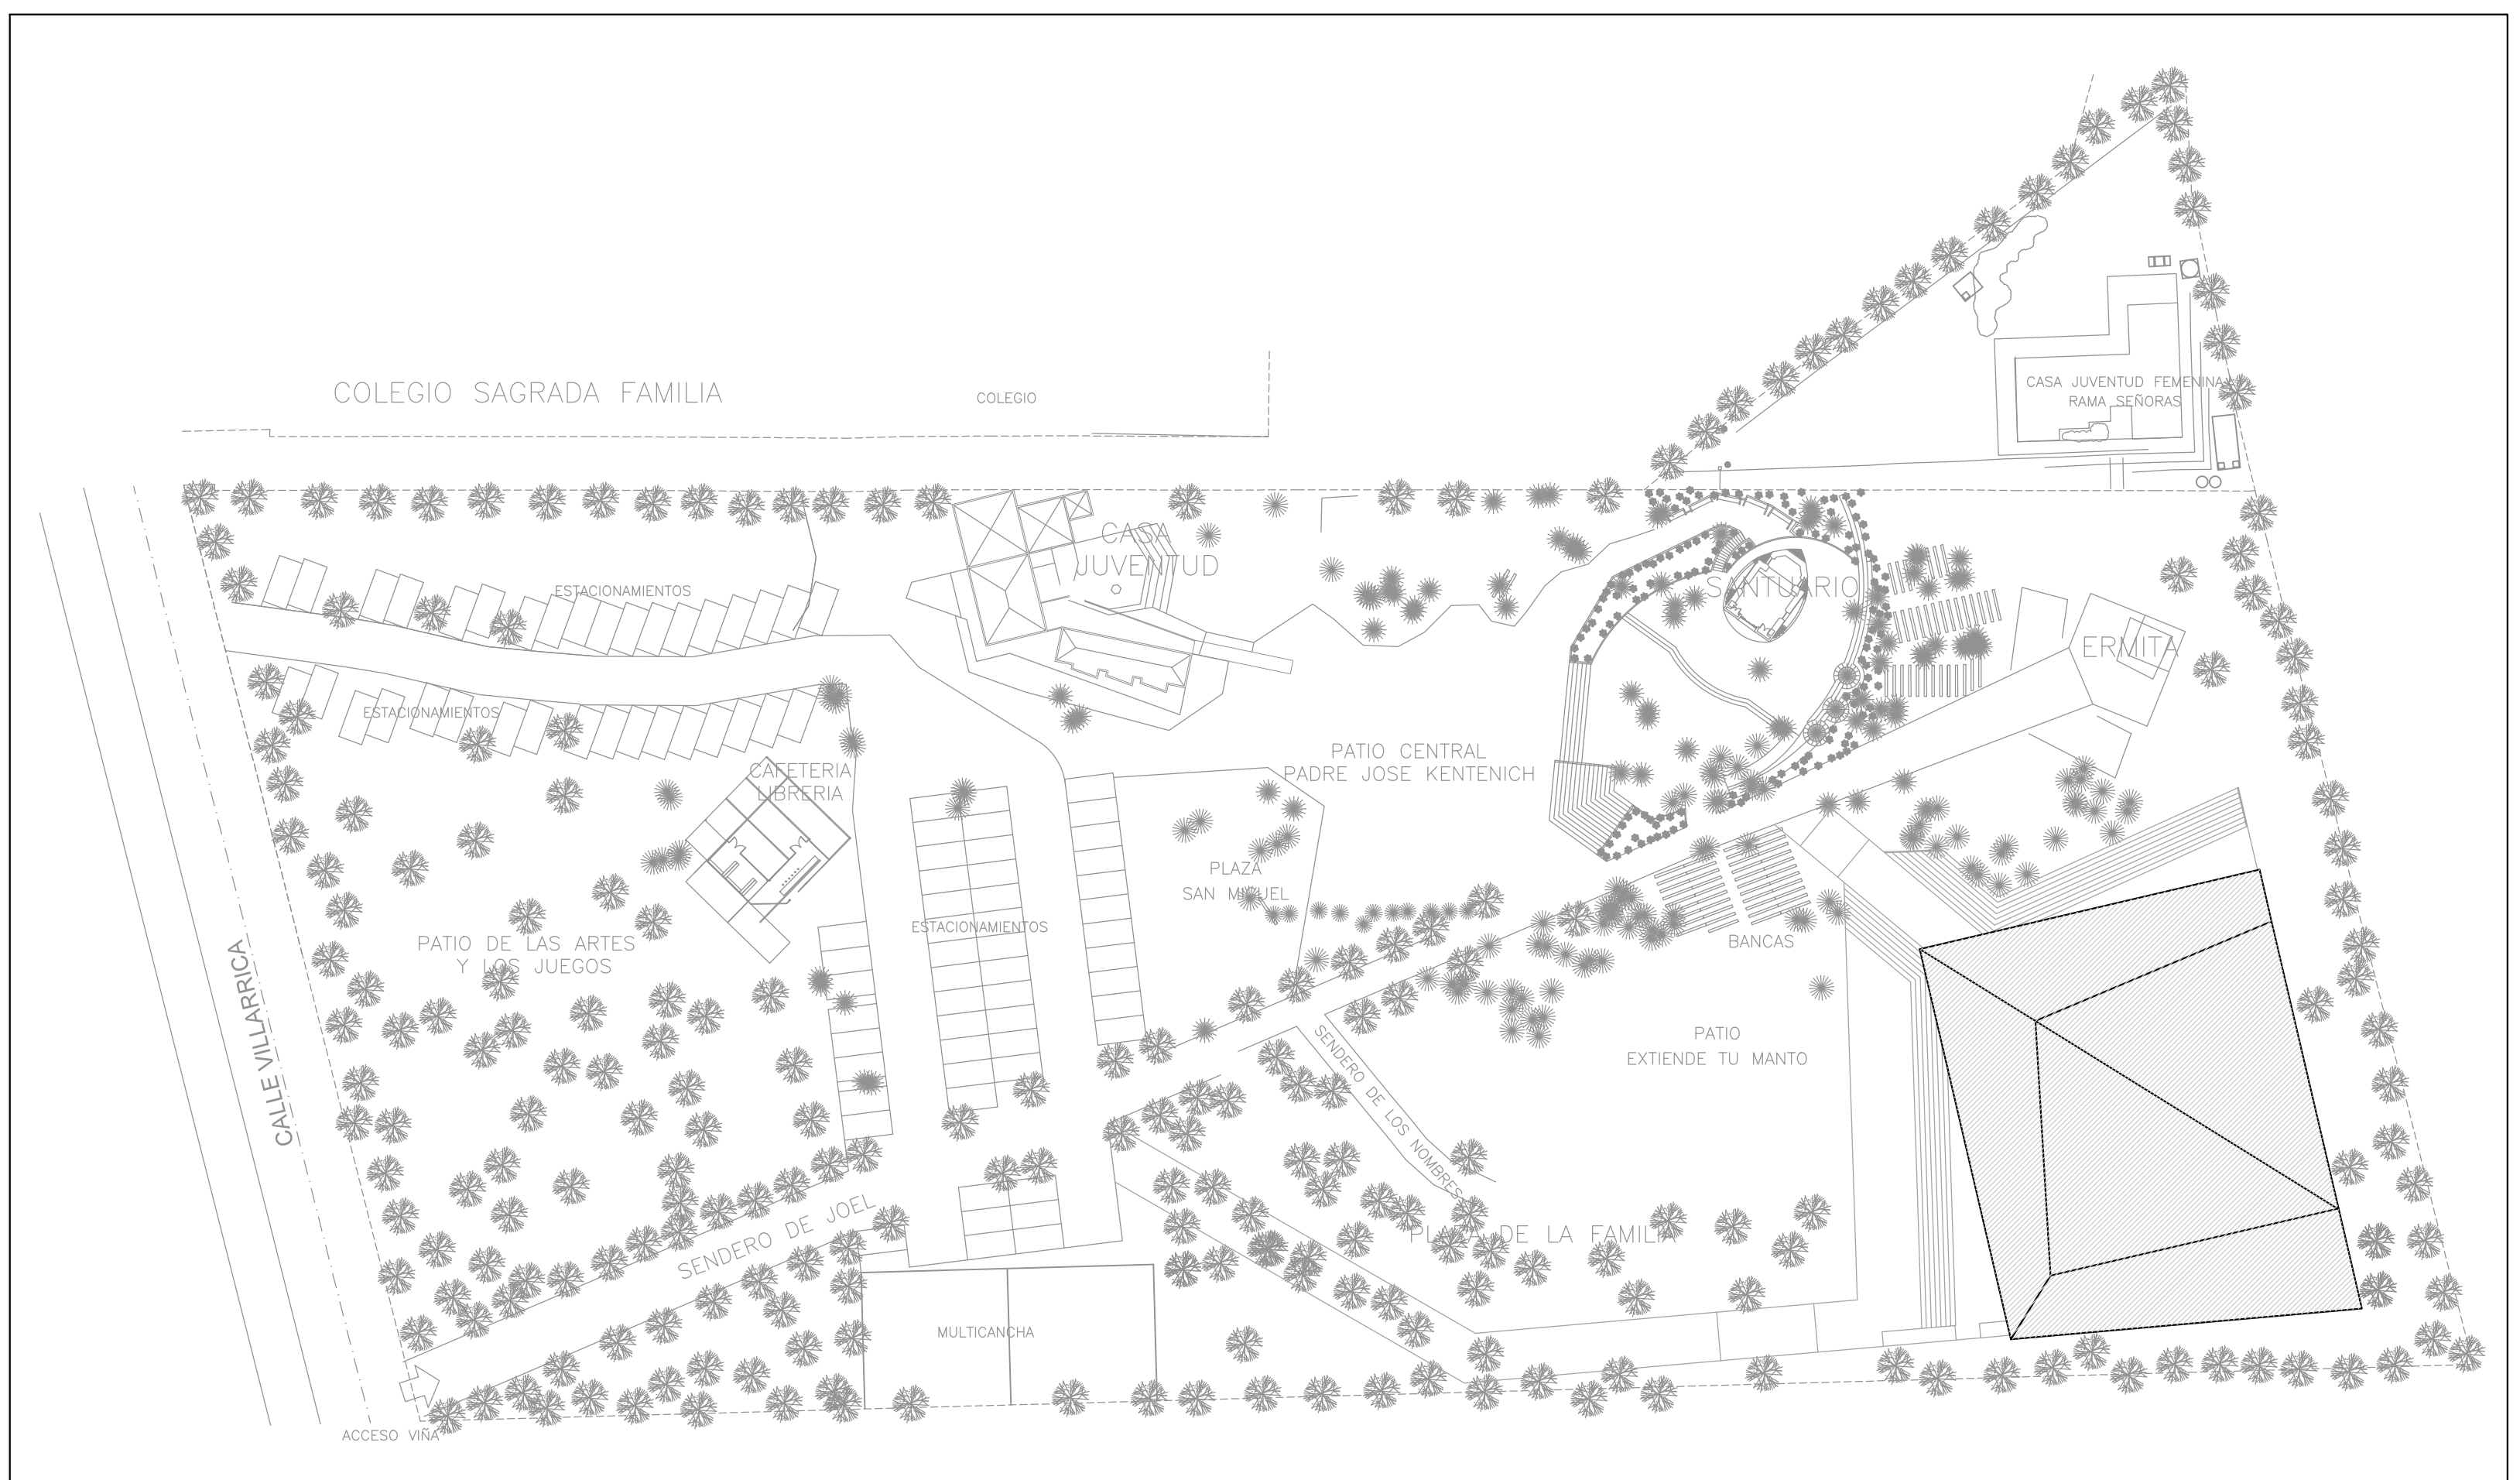 COLEGIO SAGRADA FAMILIA
COLEGIO
CASA JUVENTUD FEMENINA
RAMA SEÑORAS
CASA
JUVENTUD
ESTACIONAMIENTOS
SANTUARIO
ERMITA
ESTACIONAMIENTOS
PATIO CENTRAL
PADRE JOSE KENTENICH
CAFETERIA
LIBRERIA
PLAZA
SAN MIGUEL
ESTACIONAMIENTOS
BANCAS
PATIO DE LAS ARTES
Y LOS JUEGOS
CALLE VILLARRICA
PATIO
EXTIENDE TU MANTO
SENDERO DE LOS NOMBRES
SENDERO DE JOEL
PLAZA DE LA FAMILIA
MULTICANCHA
ACCESO VIÑA